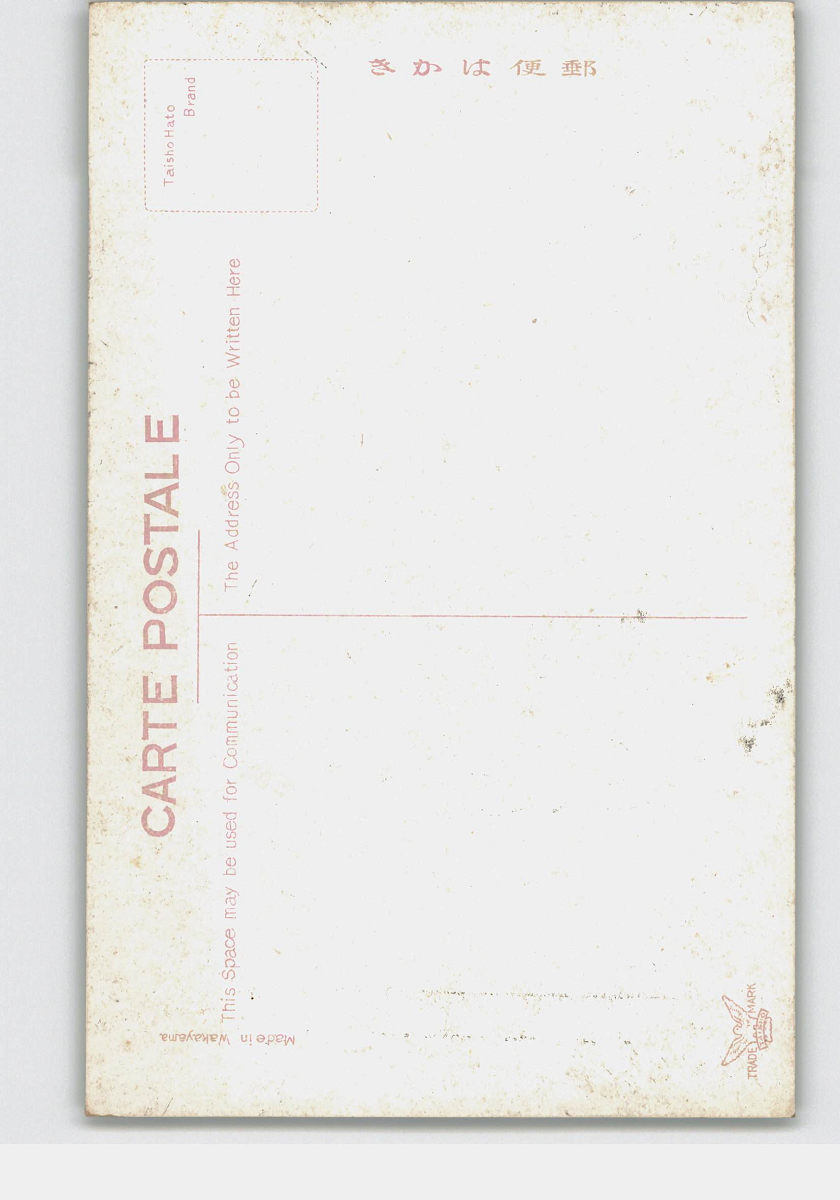 郵便はかき
Taisho Hato
Brand
CARTE POSTALE
The Address Only to be Written Here
This Space may be used for Communication
Made in Wakayama
TRADE MARK